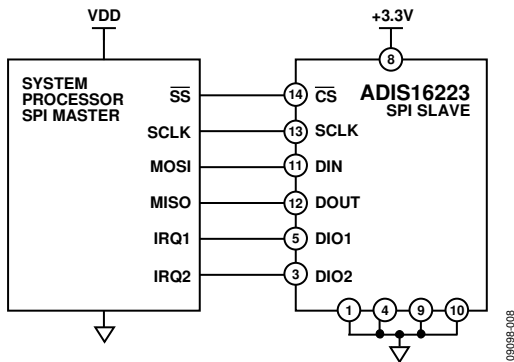 VDD
+3.3V
8
SYSTEM
PROCESSOR
SPI MASTER
ADIS16223
SPI SLAVE
SS 14 CS
SCLK 13 SCLK
MOSI 11 DIN
MISO 12 DOUT
IRQ1 5 DIO1
IRQ2 3 DIO2
1 4 9 10
09098-008